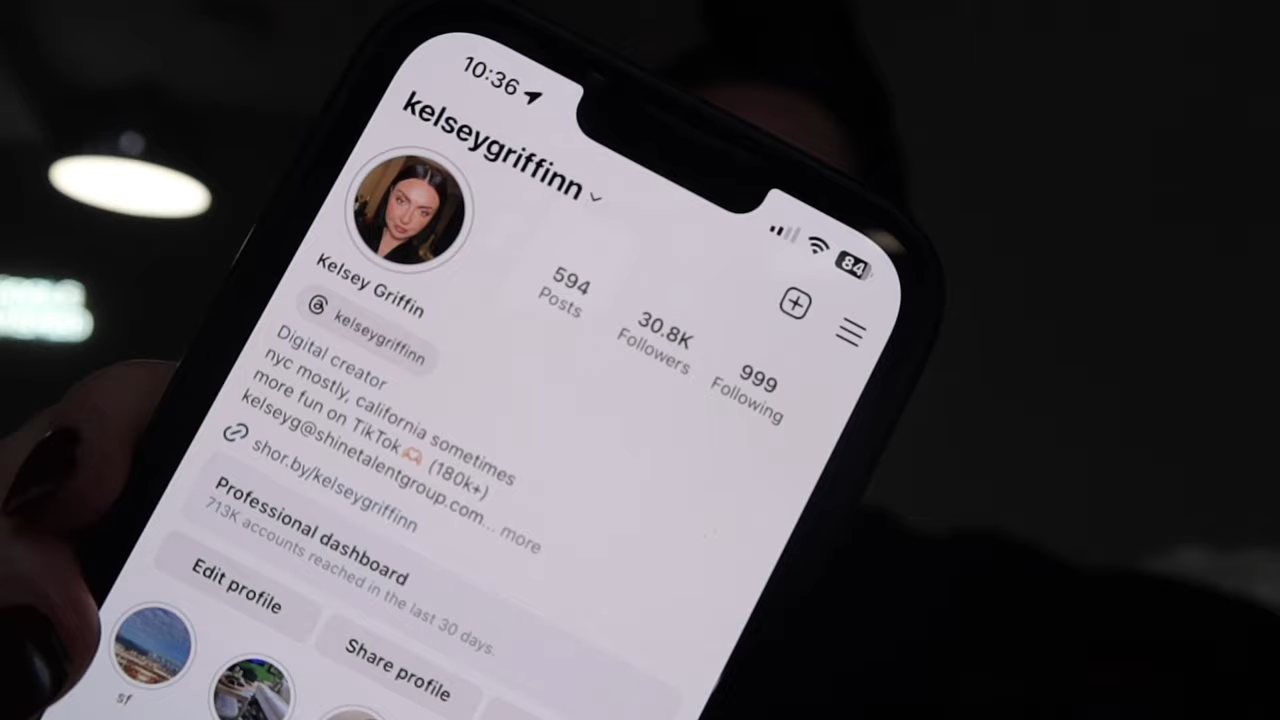 10:36
kelseygriffinn
84
594
Posts
30.8K
Followers
999
Following
Kelsey Griffin
kelseygriffinn
Digital creator
nyc mostly, california sometimes
more fun on TikTok🫶🏻 (180k+)
kelseyg@shinetalentgroup.com... more
shor.by/kelseygriffinn
Professional dashboard
713K accounts reached in the last 30 days.
Edit profile
Share profile
sf